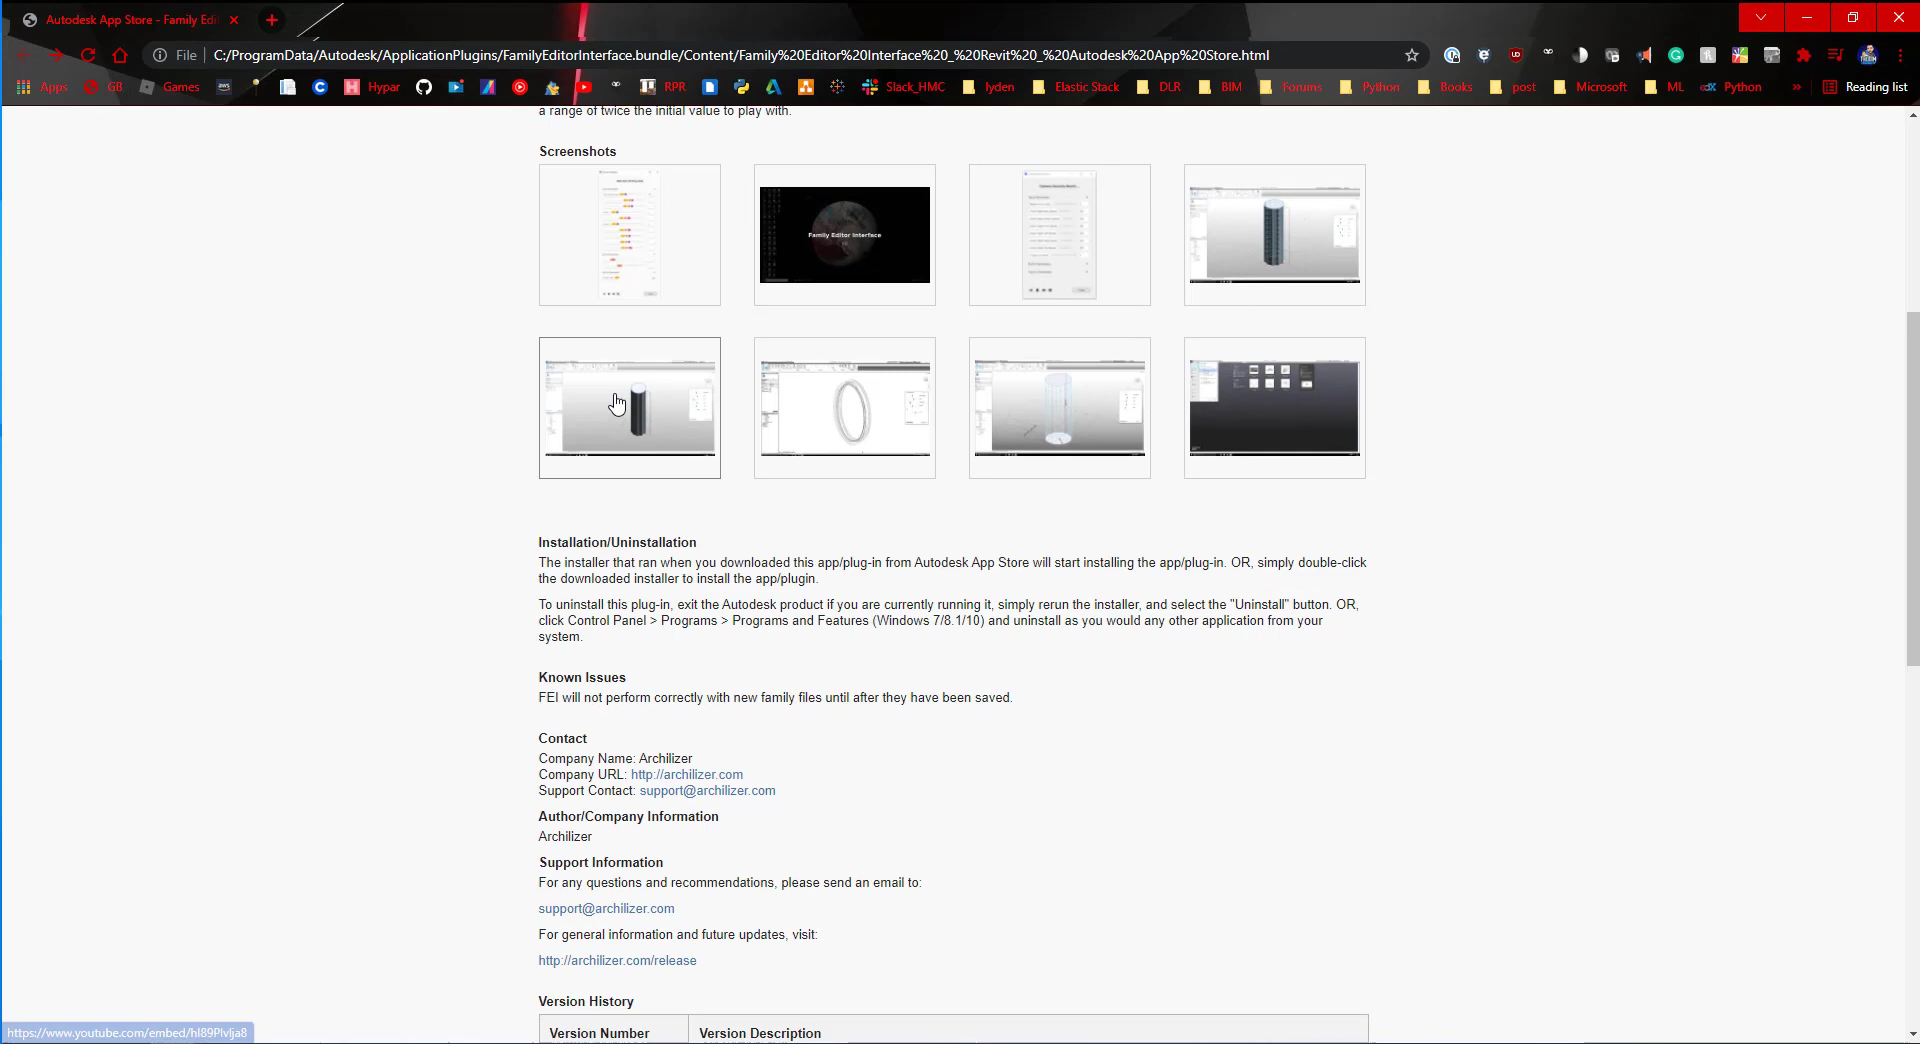 Autodesk App Store - Family Edi
File
C:/ProgramData/Autodesk/ApplicationPlugins/FamilyEditorInterface.bundle/Content/Family%20Editor%20Interface%20_%20Revit%20_%20Autodesk%20App%20Store.html
Apps GB Games aws Hypar RPR Slack_HMC lyden Elastic Stack DLR BIM Forums Python Books post Microsoft ML edX Python » Reading list
a range of twice the initial value to play with.
Screenshots
Family Editor Interface
Installation/Uninstallation
The installer that ran when you downloaded this app/plug-in from Autodesk App Store will start installing the app/plug-in. OR, simply double-click
the downloaded installer to install the app/plugin.
To uninstall this plug-in, exit the Autodesk product if you are currently running it, simply rerun the installer, and select the "Uninstall" button. OR,
click Control Panel > Programs > Programs and Features (Windows 7/8.1/10) and uninstall as you would any other application from your
system.
Known Issues
FEI will not perform correctly with new family files until after they have been saved.
Contact
Company Name: Archilizer
Company URL: http://archilizer.com
Support Contact: support@archilizer.com
Author/Company Information
Archilizer
Support Information
For any questions and recommendations, please send an email to:
support@archilizer.com
For general information and future updates, visit:
http://archilizer.com/release
Version History
Version Number Version Description